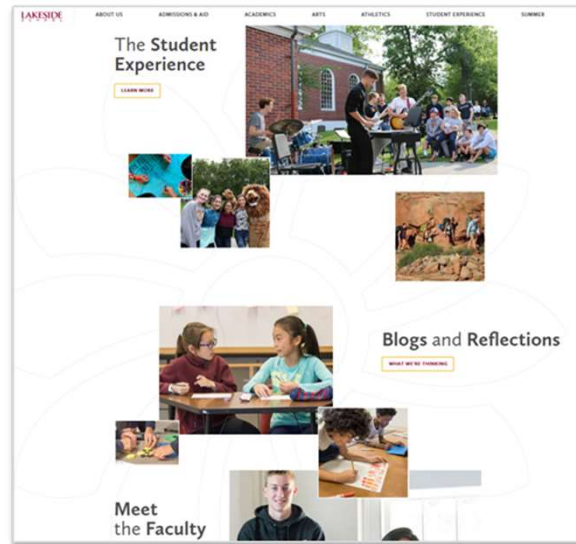 LAKESIDE
SCHOOL
ABOUT US
ADMISSIONS & AID
ACADEMICS
ARTS
ATHLETICS
STUDENT EXPERIENCE
SUMMER
The Student
Experience
LEARN MORE
Blogs and Reflections
WHAT WE'RE THINKING
Meet
the Faculty